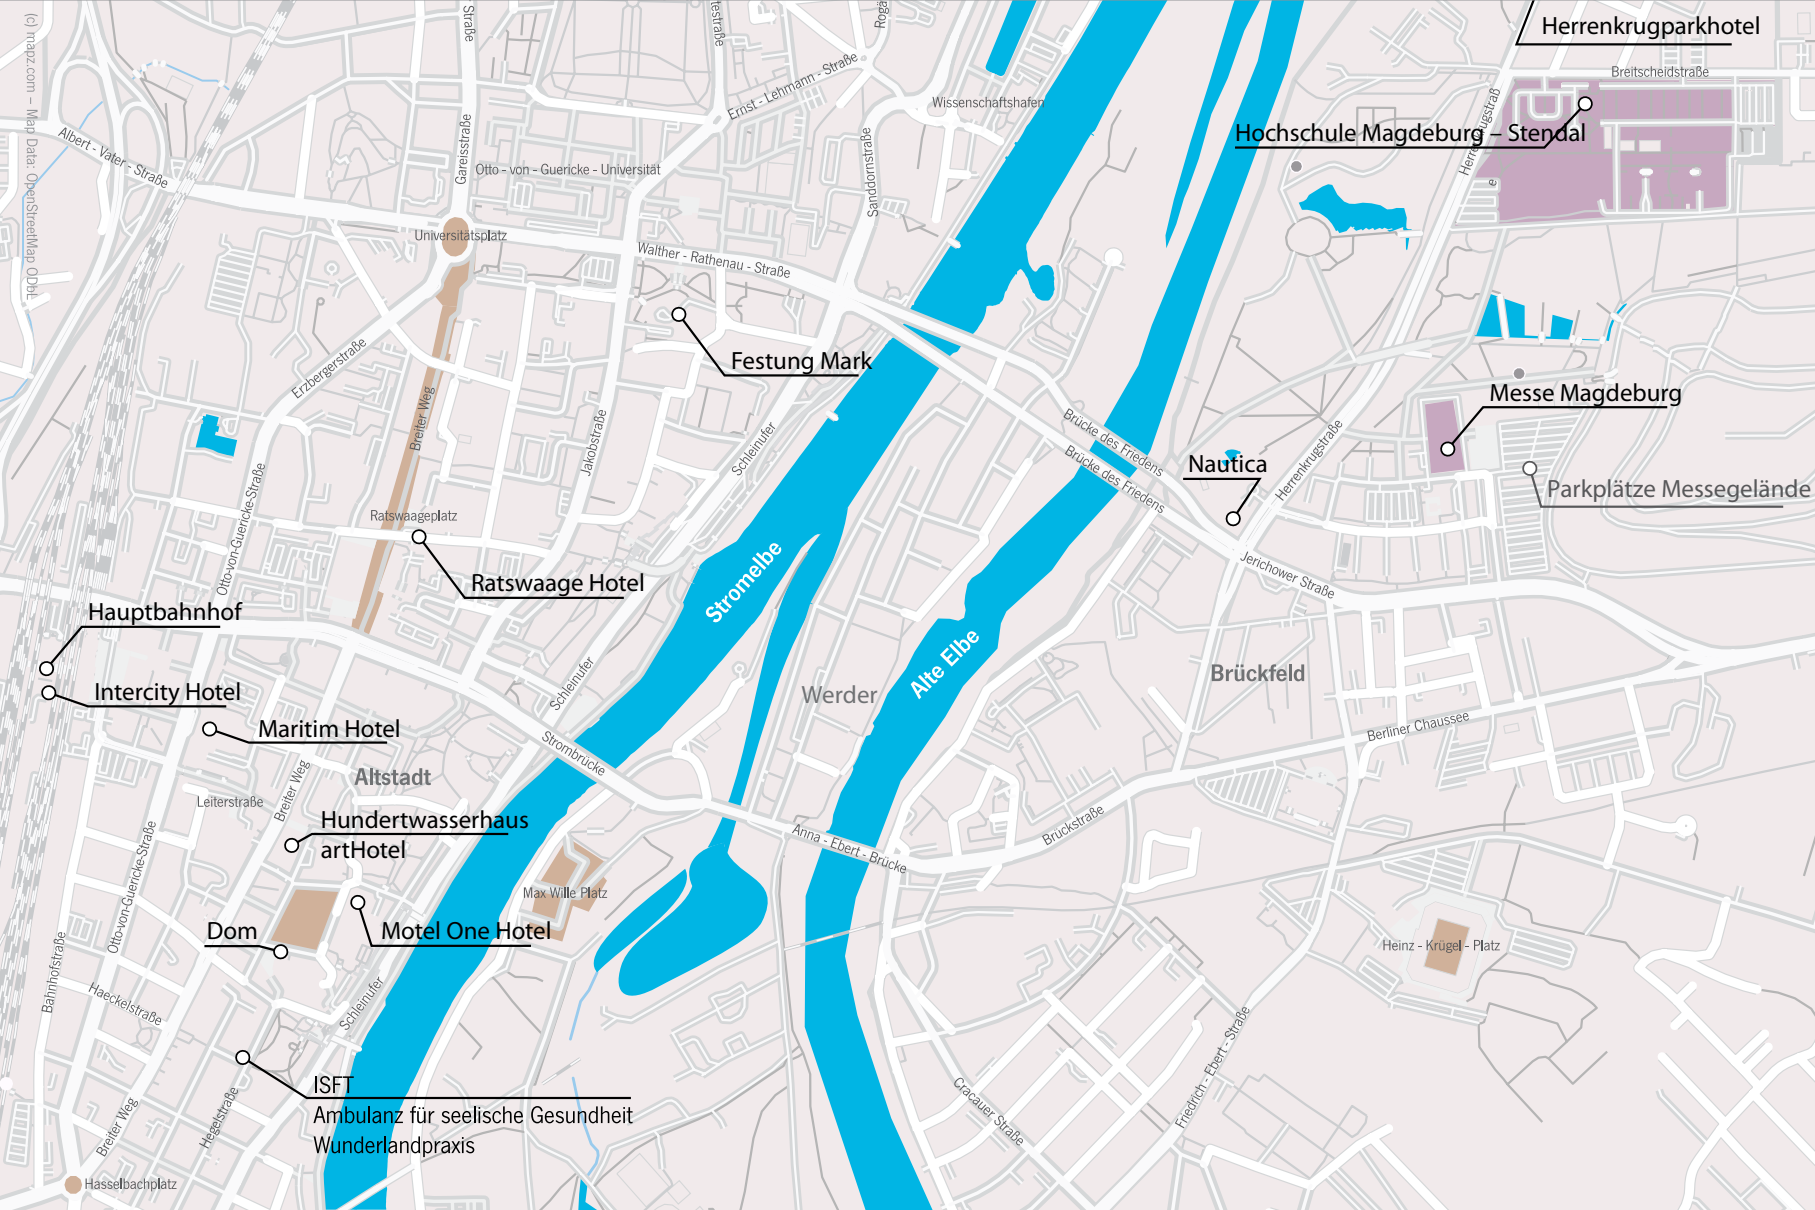 (c) mapz.com – Map Data: OpenStreetMap ODbL
Herrenkrugparkhotel
Breitscheidstraße
Ernst - Lehmann - Straße
Wissenschaftshafen
Hochschule Magdeburg – Stendal
Albert - Vater - Straße
Straße
Gareisstraße
Otto - von - Guericke - Universität
Sanddornstraße
Universitätsplatz
Walther - Rathenau - Straße
Festung Mark
Erzbergerstraße
Breiter Weg
Jakobstraße
Schleinufer
Brücke des Friedens
Brücke des Friedens
Messe Magdeburg
Nautica
Herrenkrugstraße
Parkplätze Messegelände
Otto-von-Guericke-Straße
Ratswaageplatz
Ratswaage Hotel
Stromelbe
Jerichower Straße
Hauptbahnhof
Intercity Hotel
Maritim Hotel
Schleinufer
Werder
Alte Elbe
Brückfeld
Berliner Chaussee
Strombrücke
Altstadt
Leiterstraße
Breiter Weg
Hundertwasserhaus
artHotel
Anna - Ebert - Brücke
Bruckstraße
Max Wille Platz
Otto-von-Guericke-Straße
Dom
Motel One Hotel
Heinz - Krügel - Platz
Bahnhofstraße
Haeckelstraße
Schleinufer
ISFT
Ambulanz für seelische Gesundheit
Wunderlandpraxis
Cracauer Straße
Friedrich - Ebert - Straße
Breiter Weg
Hegelstraße
Hasselbachplatz